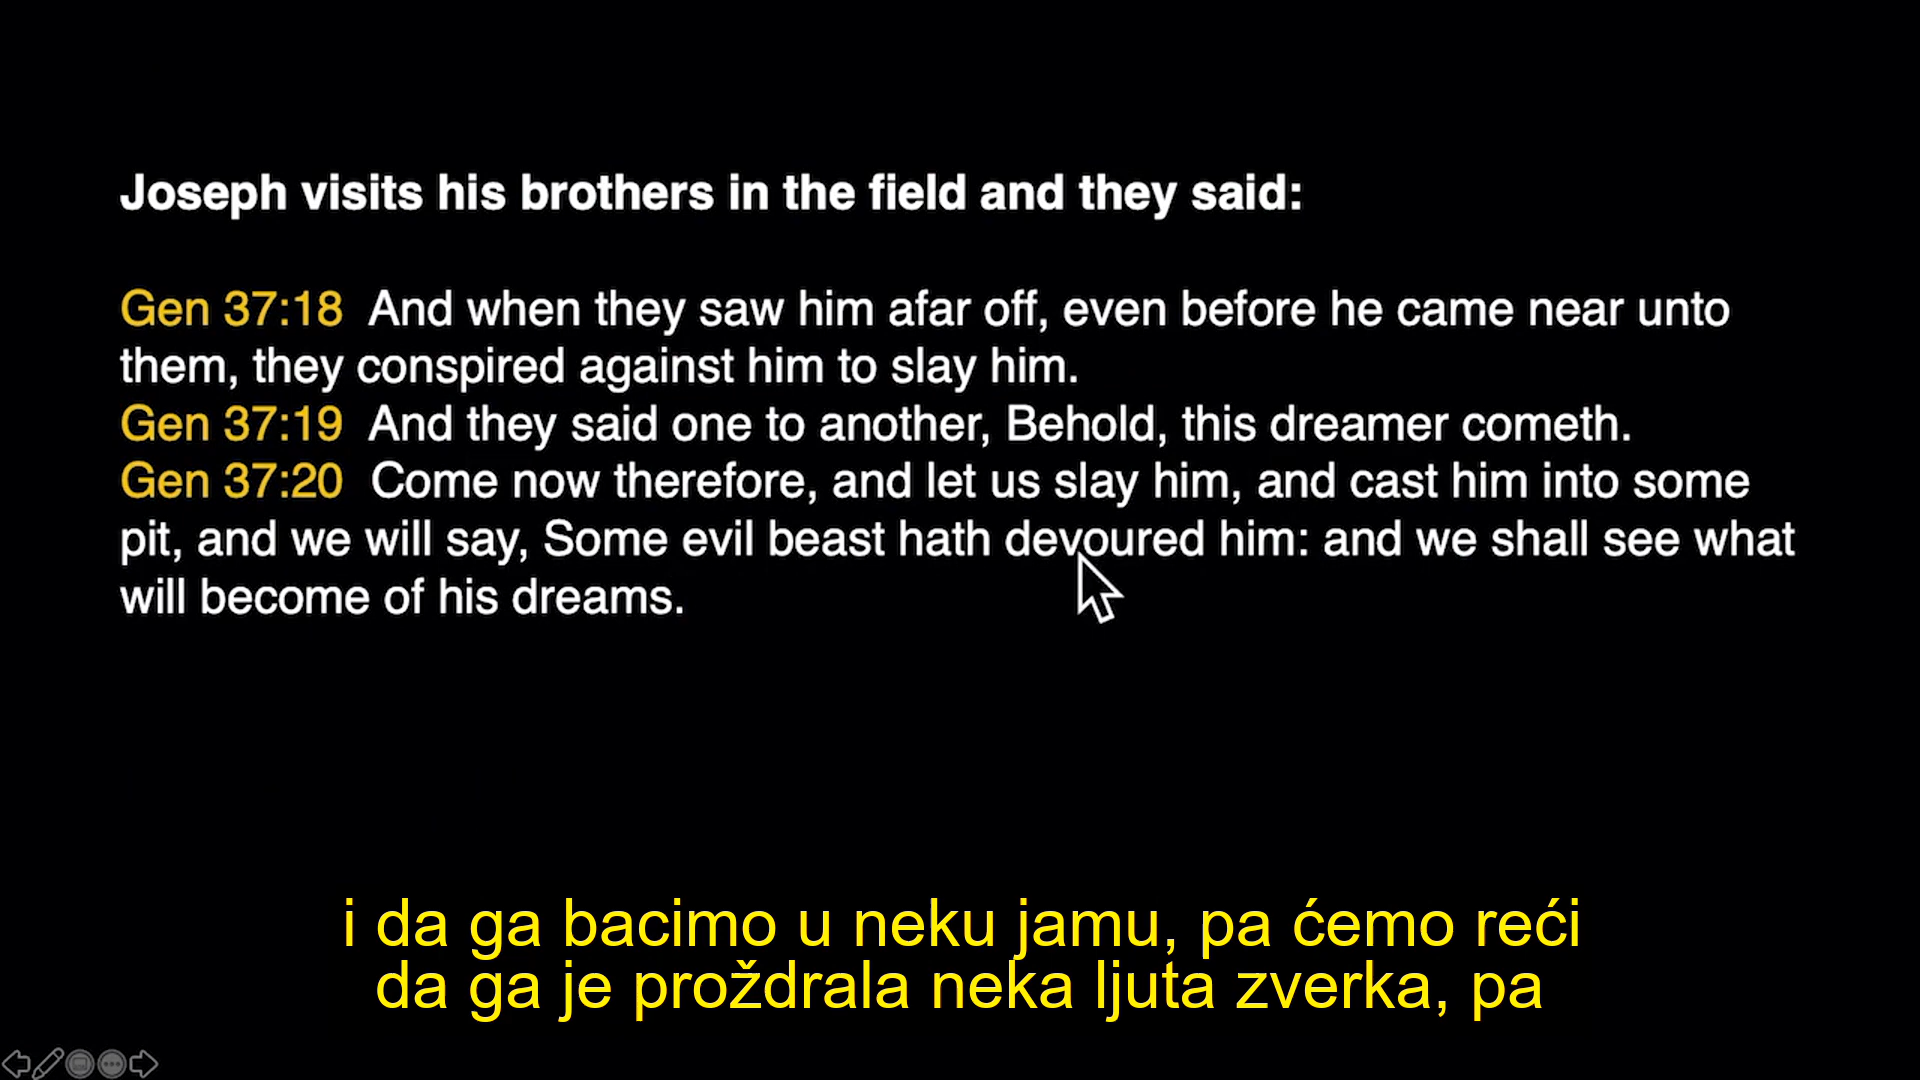 Joseph visits his brothers in the field and they said:
Gen 37:18 And when they saw him afar off, even before he came near unto
them, they conspired against him to slay him.
Gen 37:19 And they said one to another, Behold, this dreamer cometh.
Gen 37:20 Come now therefore, and let us slay him, and cast him into some
pit, and we will say, Some evil beast hath devoured him: and we shall see what
will become of his dreams.
i da ga bacimo u neku jamu, pa ćemo reći
da ga je proždrala neka ljuta zverka, pa